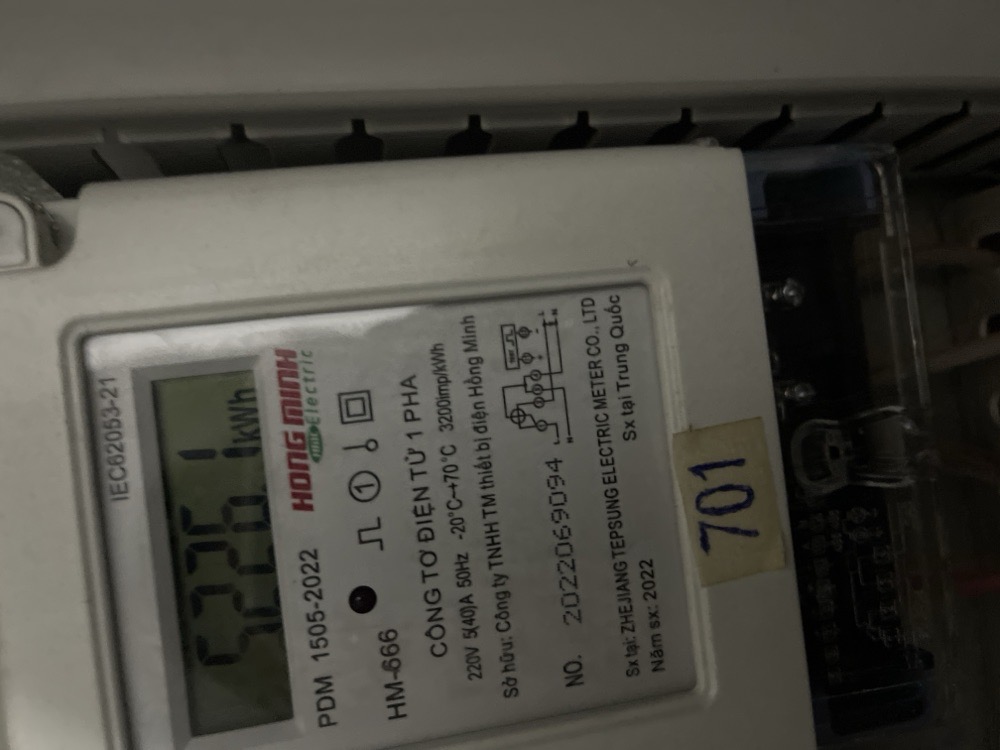 IEC62053-21
kWh
PDM 1505-2022
HONG MINH
Electric
HM-666
1
CÔNG TƠ ĐIỆN TỬ 1 PHA
220V 5(40)A 50Hz -20°C~+70°C 3200imp/kWh
Sở hữu: Công ty TNHH TM thiết bị điện Hồng Minh
NO. 2022069094
Sx tại: ZHEJIANG TEPSUNG ELECTRIC METER CO., LTD
Năm sx: 2022 Sx tại Trung Quốc
701